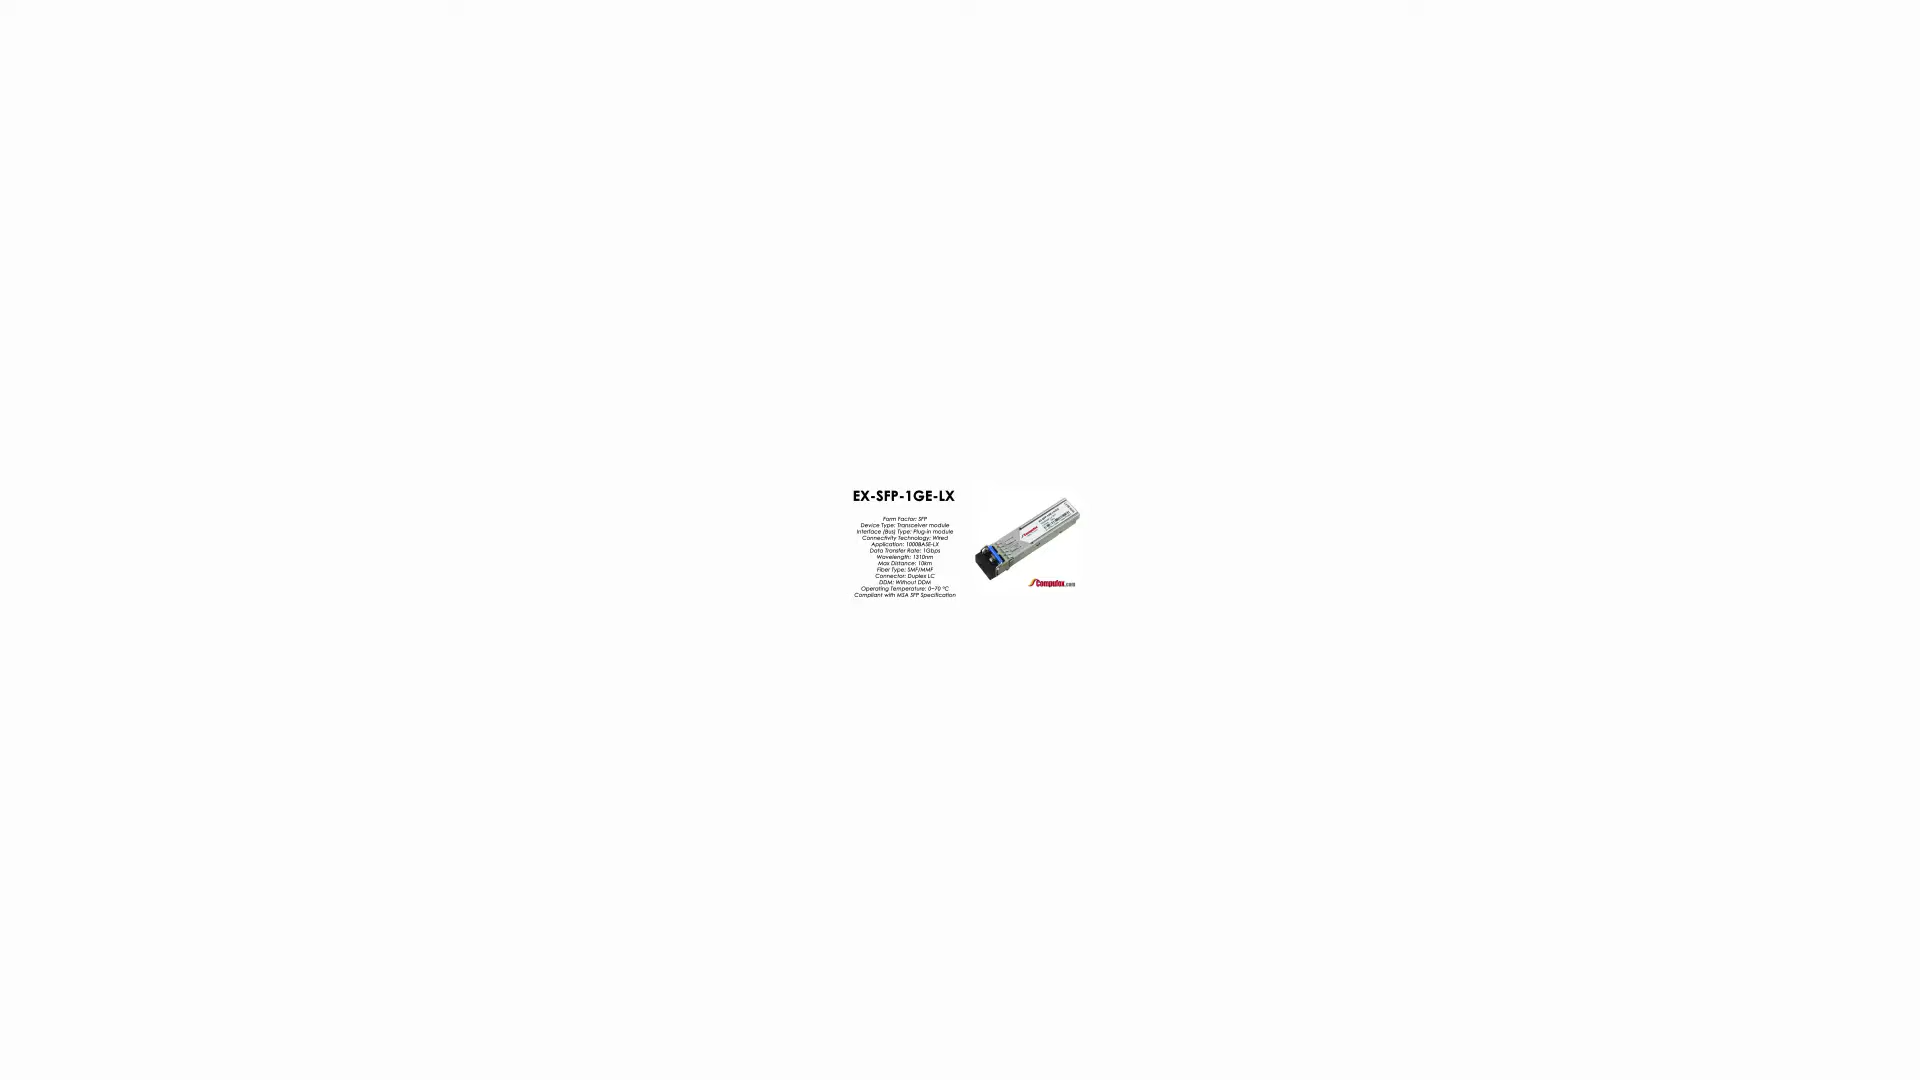 EX-SFP-1GE-LX
Form Factor: SFP
Device Type: Transceiver module
Interface (Bus) Type: Plug-in module
Connectivity Technology: Wired
Application: 1000BASE-LX
Data Transfer Rate: 1Gbps
Wavelength: 1310nm
Max Distance: 10km
Fiber Type: SMF/MMF
Connector: Duplex LC
DDM: Without DDM
Operating Temperature: 0~70 °C
Compliant with MSA SFP Specification
Compufox.com